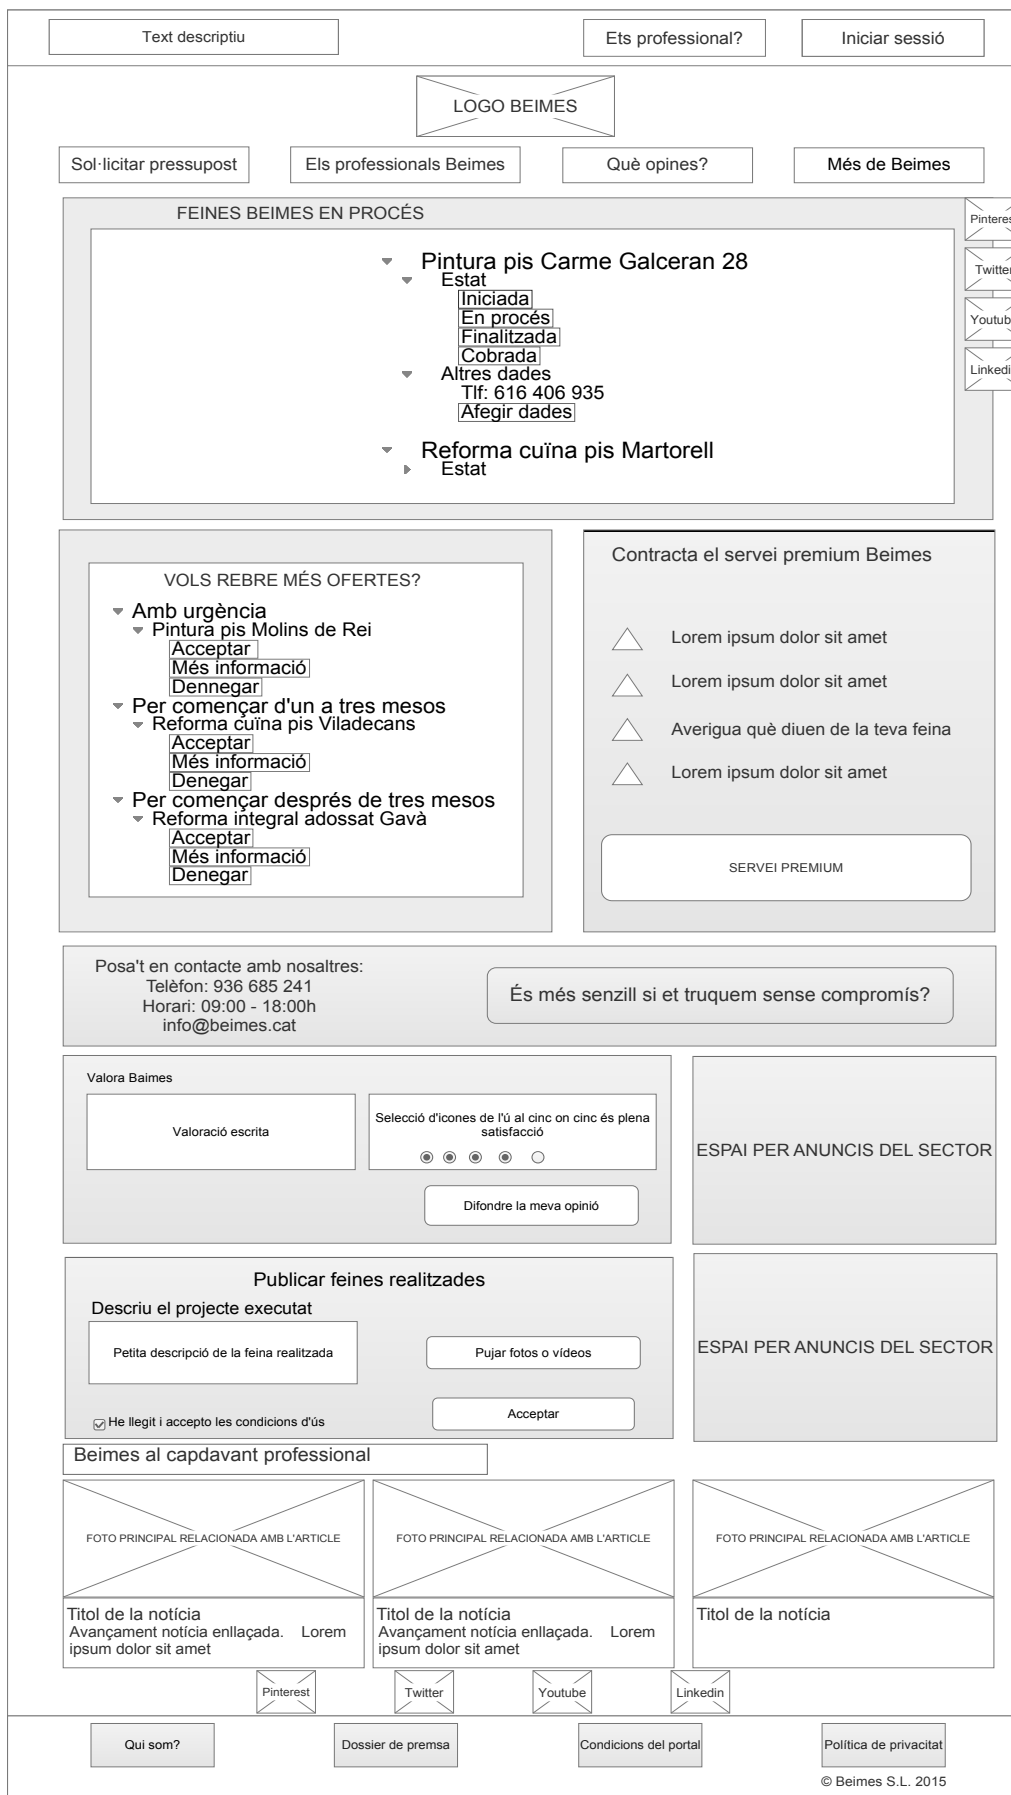 Text descriptiu
Ets professional?
Iniciar sessió
LOGO BEIMES
Sol·licitar pressupost
Els professionals Beimes
Què opines?
Més de Beimes
FEINES BEIMES EN PROCÉS
Pinteres
Twitter
Youtub
Linkedi
Pintura pis Carme Galceran 28
Estat
Iniciada
En procés
Finalitzada
Cobrada
Altres dades
Tlf: 616 406 935
Afegir dades
Reforma cuïna pis Martorell
Estat
VOLS REBRE MÉS OFERTES?
Amb urgència
Pintura pis Molins de Rei
Acceptar
Més informació
Dennegar
Per començar d'un a tres mesos
Reforma cuïna pis Viladecans
Acceptar
Més informació
Denegar
Per començar després de tres mesos
Reforma integral adossat Gavà
Acceptar
Més informació
Denegar
Contracta el servei premium Beimes
Lorem ipsum dolor sit amet
Lorem ipsum dolor sit amet
Averigua què diuen de la teva feina
Lorem ipsum dolor sit amet
SERVEI PREMIUM
Posa't en contacte amb nosaltres:
Telèfon: 936 685 241
Horari: 09:00 - 18:00h
info@beimes.cat
És més senzill si et truquem sense compromís?
Valora Baimes
Valoració escrita
Selecció d'icones de l'ú al cinc on cinc és plena
satisfacció
Difondre la meva opinió
ESPAI PER ANUNCIS DEL SECTOR
Publicar feines realitzades
Descriu el projecte executat
Petita descripció de la feina realitzada
Pujar fotos o vídeos
He llegit i accepto les condicions d'ús
Acceptar
ESPAI PER ANUNCIS DEL SECTOR
Beimes al capdavant professional
FOTO PRINCIPAL RELACIONADA AMB L'ARTICLE
FOTO PRINCIPAL RELACIONADA AMB L'ARTICLE
FOTO PRINCIPAL RELACIONADA AMB L'ARTICLE
Titol de la notícia
Avançament notícia enllaçada. Lorem
ipsum dolor sit amet
Titol de la notícia
Avançament notícia enllaçada. Lorem
ipsum dolor sit amet
Titol de la notícia
Pinterest
Twitter
Youtube
Linkedin
Qui som?
Dossier de premsa
Condicions del portal
Política de privacitat
© Beimes S.L. 2015